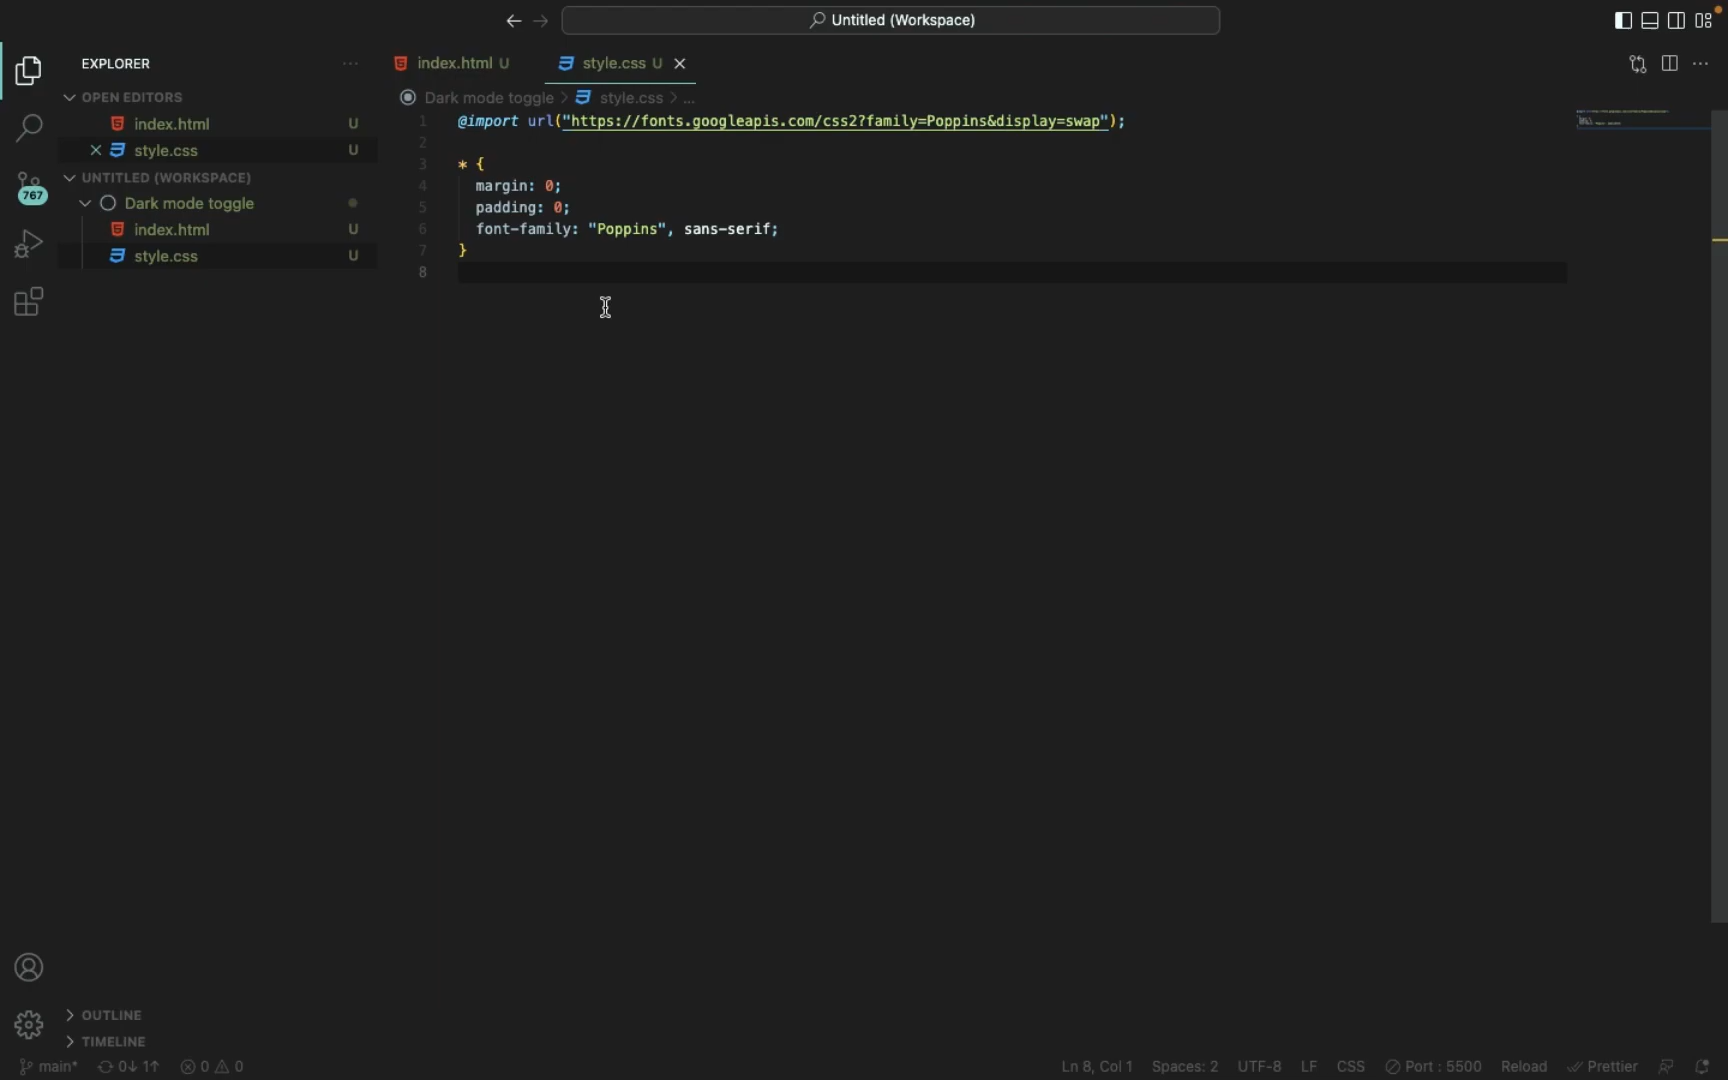 Untitled (Workspace)
EXPLORER
OPEN EDITORS
index.html U
style.css U
UNTITLED (WORKSPACE)
Dark mode toggle
index.html U
style.css U
767
OUTLINE
TIMELINE
index.html U style.css U
Dark mode toggle > style.css > ...
1 @import url("https://fonts.googleapis.com/css2?family=Poppins&display=swap");
2
3 * {
4 margin: 0;
5 padding: 0;
6 font-family: "Poppins", sans-serif;
7 }
8
main* 0↓ 1↑ 0 0 Ln 8, Col 1 Spaces: 2 UTF-8 LF CSS Port : 5500 Reload Prettier